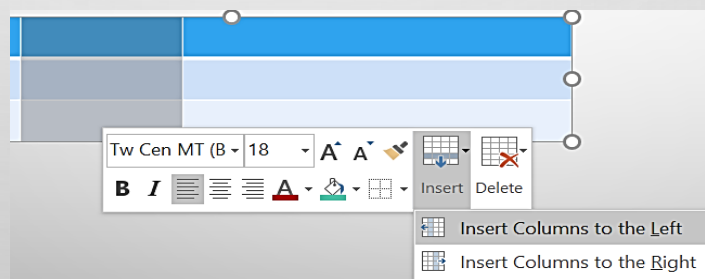 Tw Cen MT (B 18 A A
B I A Insert Delete
Insert Columns to the Left
Insert Columns to the Right